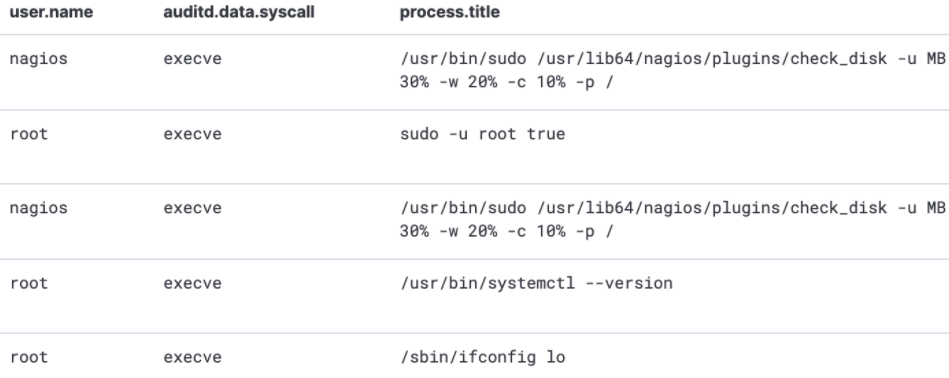 user.name auditd.data.syscall process.title
nagios execve /usr/bin/sudo /usr/lib64/nagios/plugins/check_disk -u MB
30% -w 20% -c 10% -p /
root execve sudo -u root true
nagios execve /usr/bin/sudo /usr/lib64/nagios/plugins/check_disk -u MB
30% -w 20% -c 10% -p /
root execve /usr/bin/systemctl --version
root execve /sbin/ifconfig lo